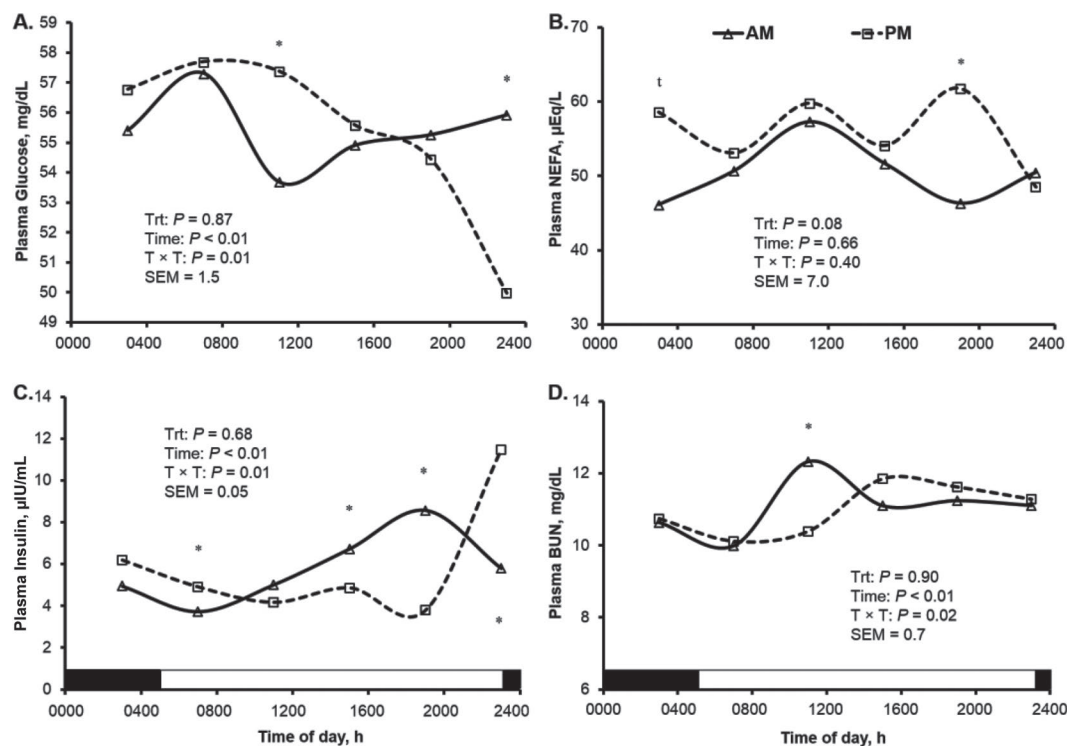 A.
59
58
57
56
55
54
53
52
51
50
49
Plasma Glucose, mg/dL
*
*
Trt: P = 0.87
Time: P < 0.01
T × T: P = 0.01
SEM = 1.5
0000 0400 0800 1200 1600 2000 2400
B.
70
60
50
40
30
Plasma NEFA, µEq/L
AM PM
t
*
Trt: P = 0.08
Time: P = 0.66
T × T: P = 0.40
SEM = 7.0
0000 0400 0800 1200 1600 2000 2400
C.
14
12
10
8
6
4
2
0
Plasma Insulin, µIU/mL
Trt: P = 0.68
Time: P < 0.01
T × T: P = 0.01
SEM = 0.05
*
*
*
*
0000 0400 0800 1200 1600 2000 2400
Time of day, h
D.
14
12
10
8
6
Plasma BUN, mg/dL
*
Trt: P = 0.90
Time: P < 0.01
T × T: P = 0.02
SEM = 0.7
0000 0400 0800 1200 1600 2000 2400
Time of day, h